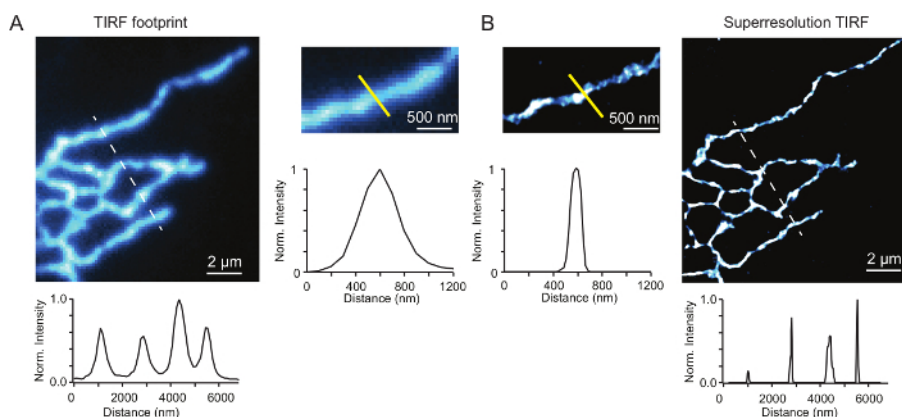 A
TIRF footprint
B
Superresolution TIRF
500 nm
500 nm
2 µm
2 µm
1
Norm. Intensity
0
0 400 800 1200
Distance (nm)
1
Norm. Intensity
0
0 400 800 1200
Distance (nm)
1.0
Norm. Intensity
0.0
0 2000 4000 6000
Distance (nm)
1.0
Norm. Intensity
0.0
0 2000 4000 6000
Distance (nm)